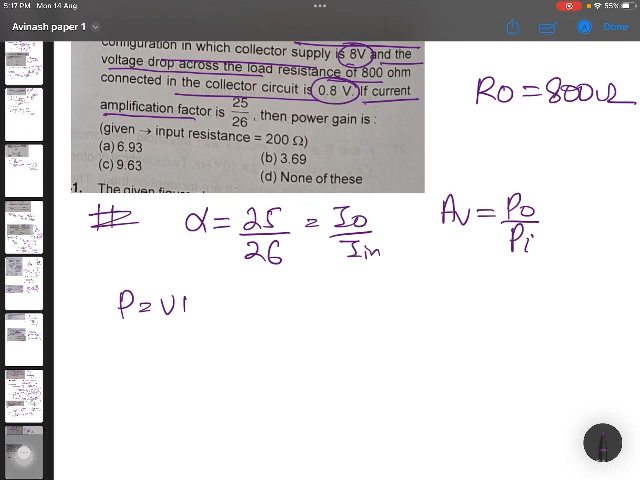 5:17 PM Mon 14 Aug
55%
Avinash paper 1
configuration in which collector supply is 8V and the
voltage drop across the load resistance of 800 ohm
connected in the collector circuit is 0.8 V. If current
amplification factor is 25/26, then power gain is :
(given → input resistance = 200 Ω)
(a) 6.93 (b) 3.69
(c) 9.63 (d) None of these
1. The given figure
Ro = 800Ω
α = 25/26 = Io/Iin
Av = Po/Pi
P = VI